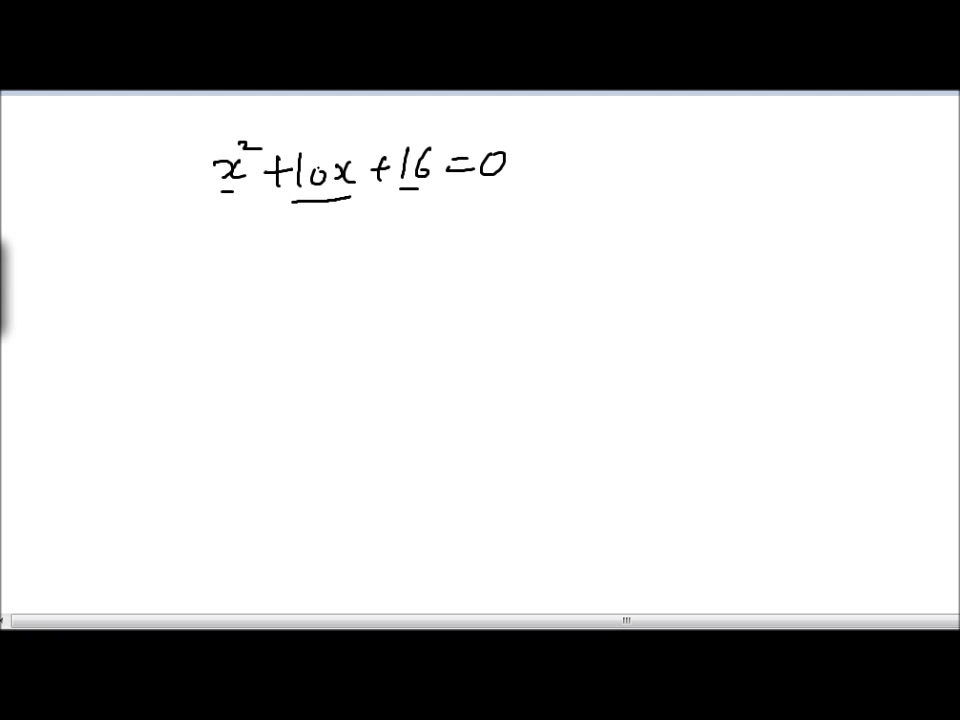 x² + 10x + 16 = 0